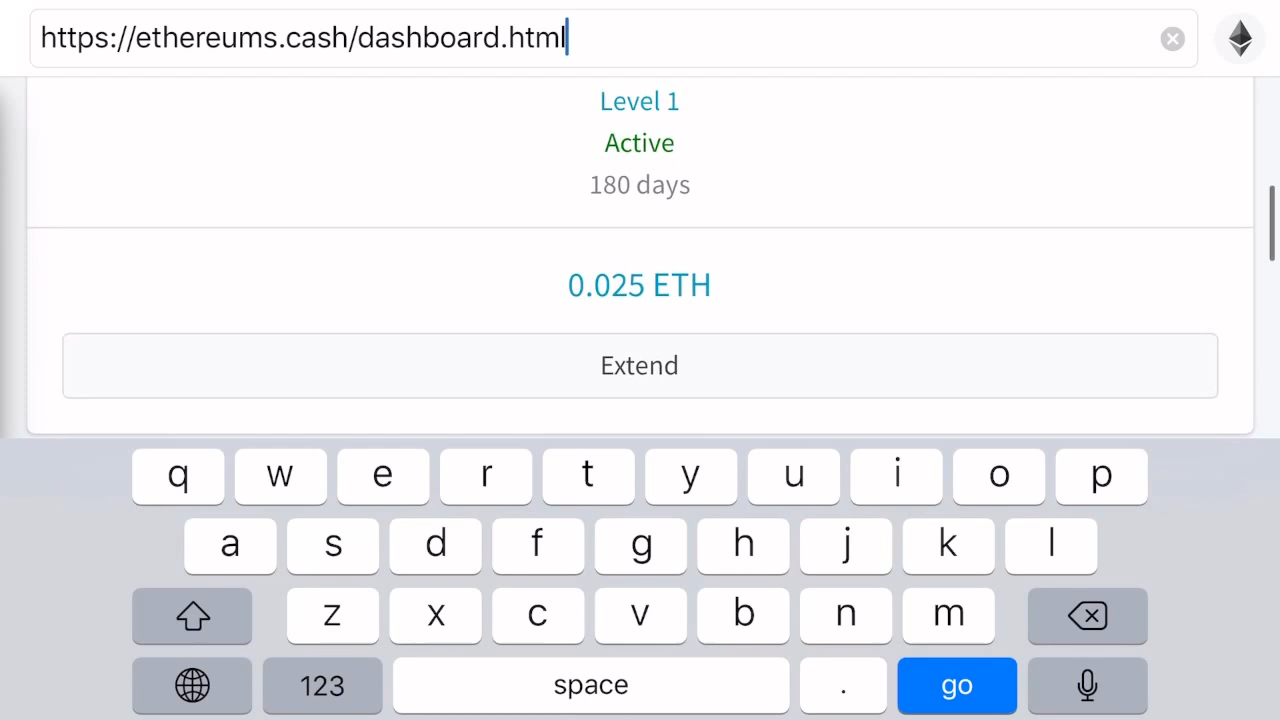 https://ethereums.cash/dashboard.html
Level 1
Active
180 days
0.025 ETH
Extend
q w e r t y u i o p
a s d f g h j k l
z x c v b n m
123 space . go